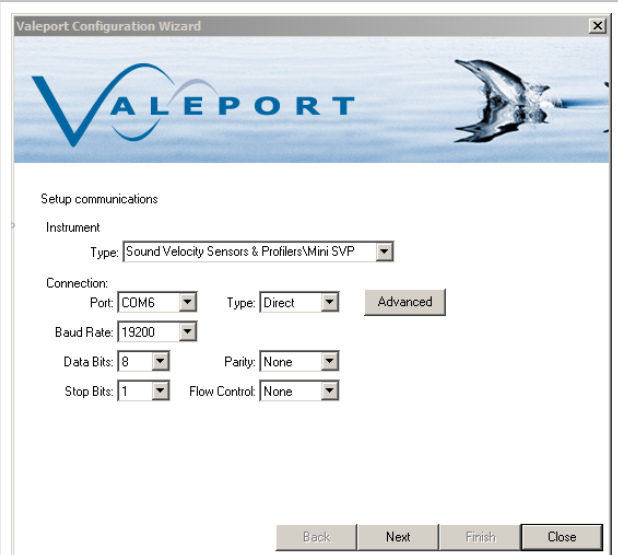 Valeport Configuration Wizard
VALEPORT
Setup communications
Instrument
Type: Sound Velocity Sensors & Profilers\Mini SVP
Connection:
Port: COM6 Type: Direct Advanced
Baud Rate: 19200
Data Bits: 8 Parity: None
Stop Bits: 1 Flow Control: None
Back Next Finish Close